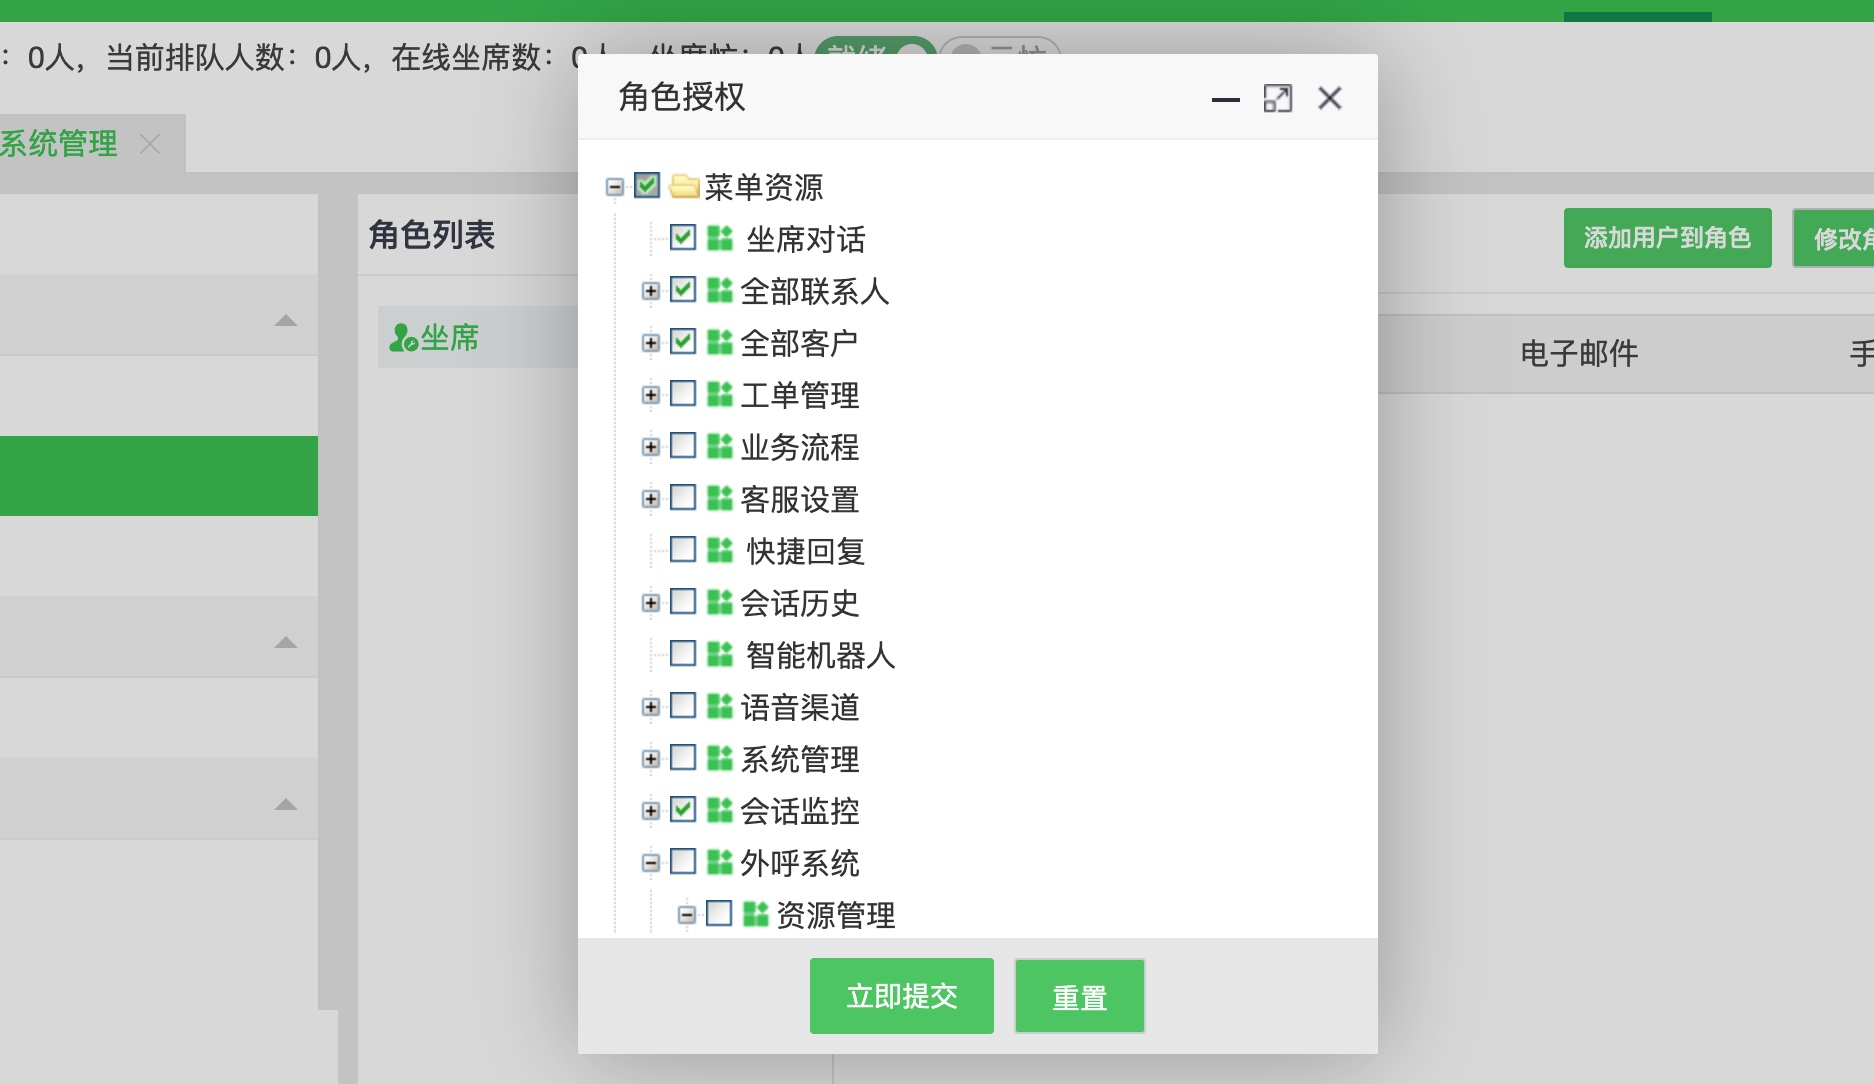 ：0人，当前排队人数：0人，在线坐席数：0人
角色授权
系统管理
角色列表
添加用户到角色
修改角
坐席
电子邮件
手
菜单资源
坐席对话
全部联系人
全部客户
工单管理
业务流程
客服设置
快捷回复
会话历史
智能机器人
语音渠道
系统管理
会话监控
外呼系统
资源管理
立即提交
重置